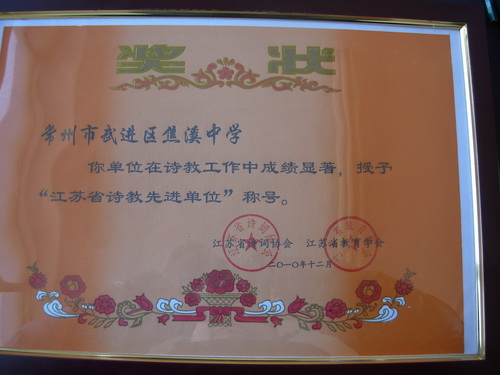 奖 状
常州市武进区焦溪中学
你单位在诗教工作中成绩显著，授予
“江苏省诗教先进单位”称号。
江苏省诗词协会 江苏省教育学会
二〇一〇年十二月